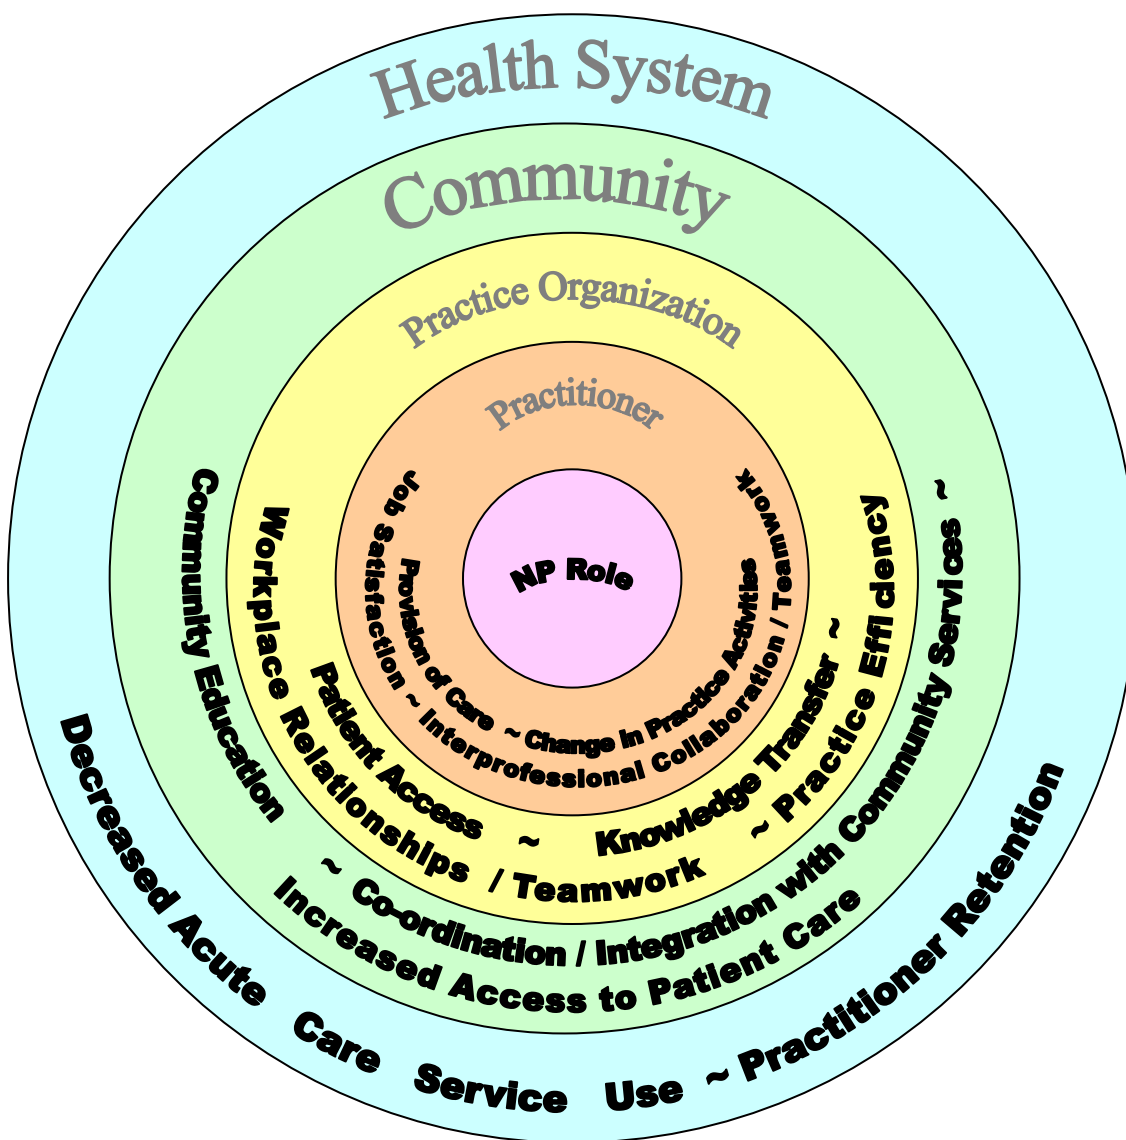 Health System
Community
Practice Organization
Practitioner
NP Role
Provision of Care ~ Change in Practice Activities
Job Satisfaction ~ Interprofessional Collaboration / Teamwork
Patient Access ~ Knowledge Transfer ~
Workplace Relationships / Teamwork ~ Practice Efficiency
Community Education ~ Co-ordination / Integration with Community Services ~
Increased Access to Patient Care
Decreased Acute Care Service Use ~ Practitioner Retention